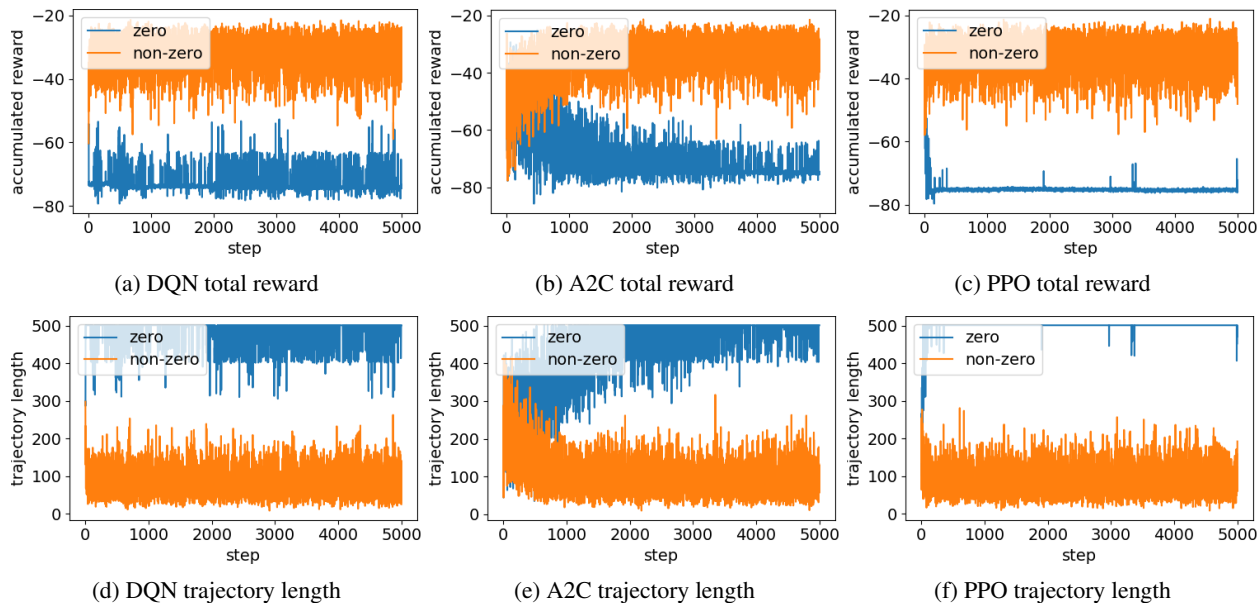 −20
−40
−60
−80
accumulated reward
zero
non-zero
0 1000 2000 3000 4000 5000
step
(a) DQN total reward
−20
−40
−60
−80
accumulated reward
zero
non-zero
0 1000 2000 3000 4000 5000
step
(b) A2C total reward
−20
−40
−60
−80
accumulated reward
zero
non-zero
0 1000 2000 3000 4000 5000
step
(c) PPO total reward
500
400
300
200
100
0
trajectory length
zero
non-zero
0 1000 2000 3000 4000 5000
step
(d) DQN trajectory length
500
400
300
200
100
0
trajectory length
zero
non-zero
0 1000 2000 3000 4000 5000
step
(e) A2C trajectory length
500
400
300
200
100
0
trajectory length
zero
non-zero
0 1000 2000 3000 4000 5000
step
(f) PPO trajectory length